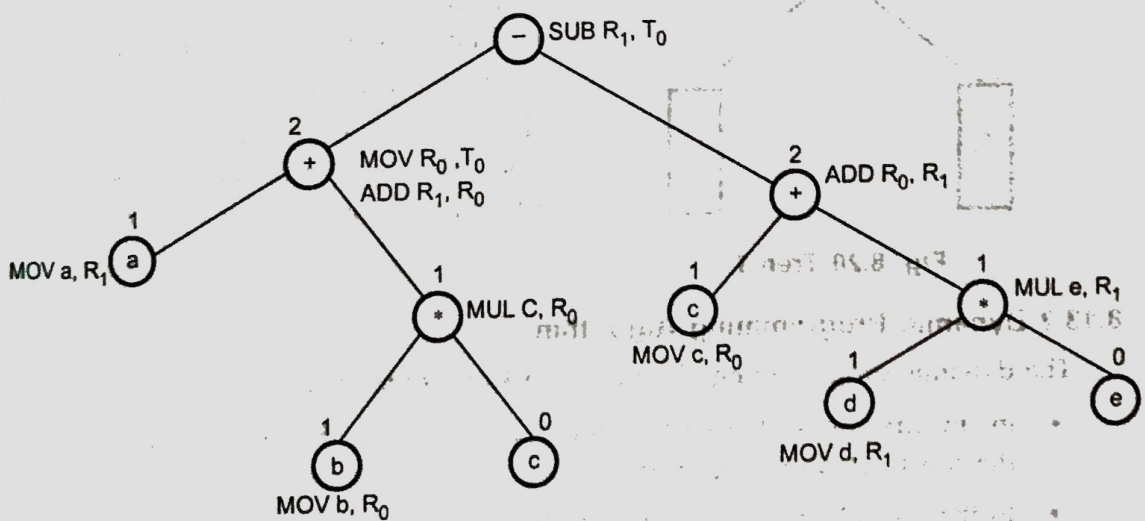 − SUB R₁, T₀
2
+ MOV R₀ ,T₀
ADD R₁, R₀
2
+ ADD R₀, R₁
1
MOV a, R₁ a
1
* MUL C, R₀
1
c
MOV c, R₀
1
* MUL e, R₁
1
b
MOV b, R₀
0
c
1
d
MOV d, R₁
0
e